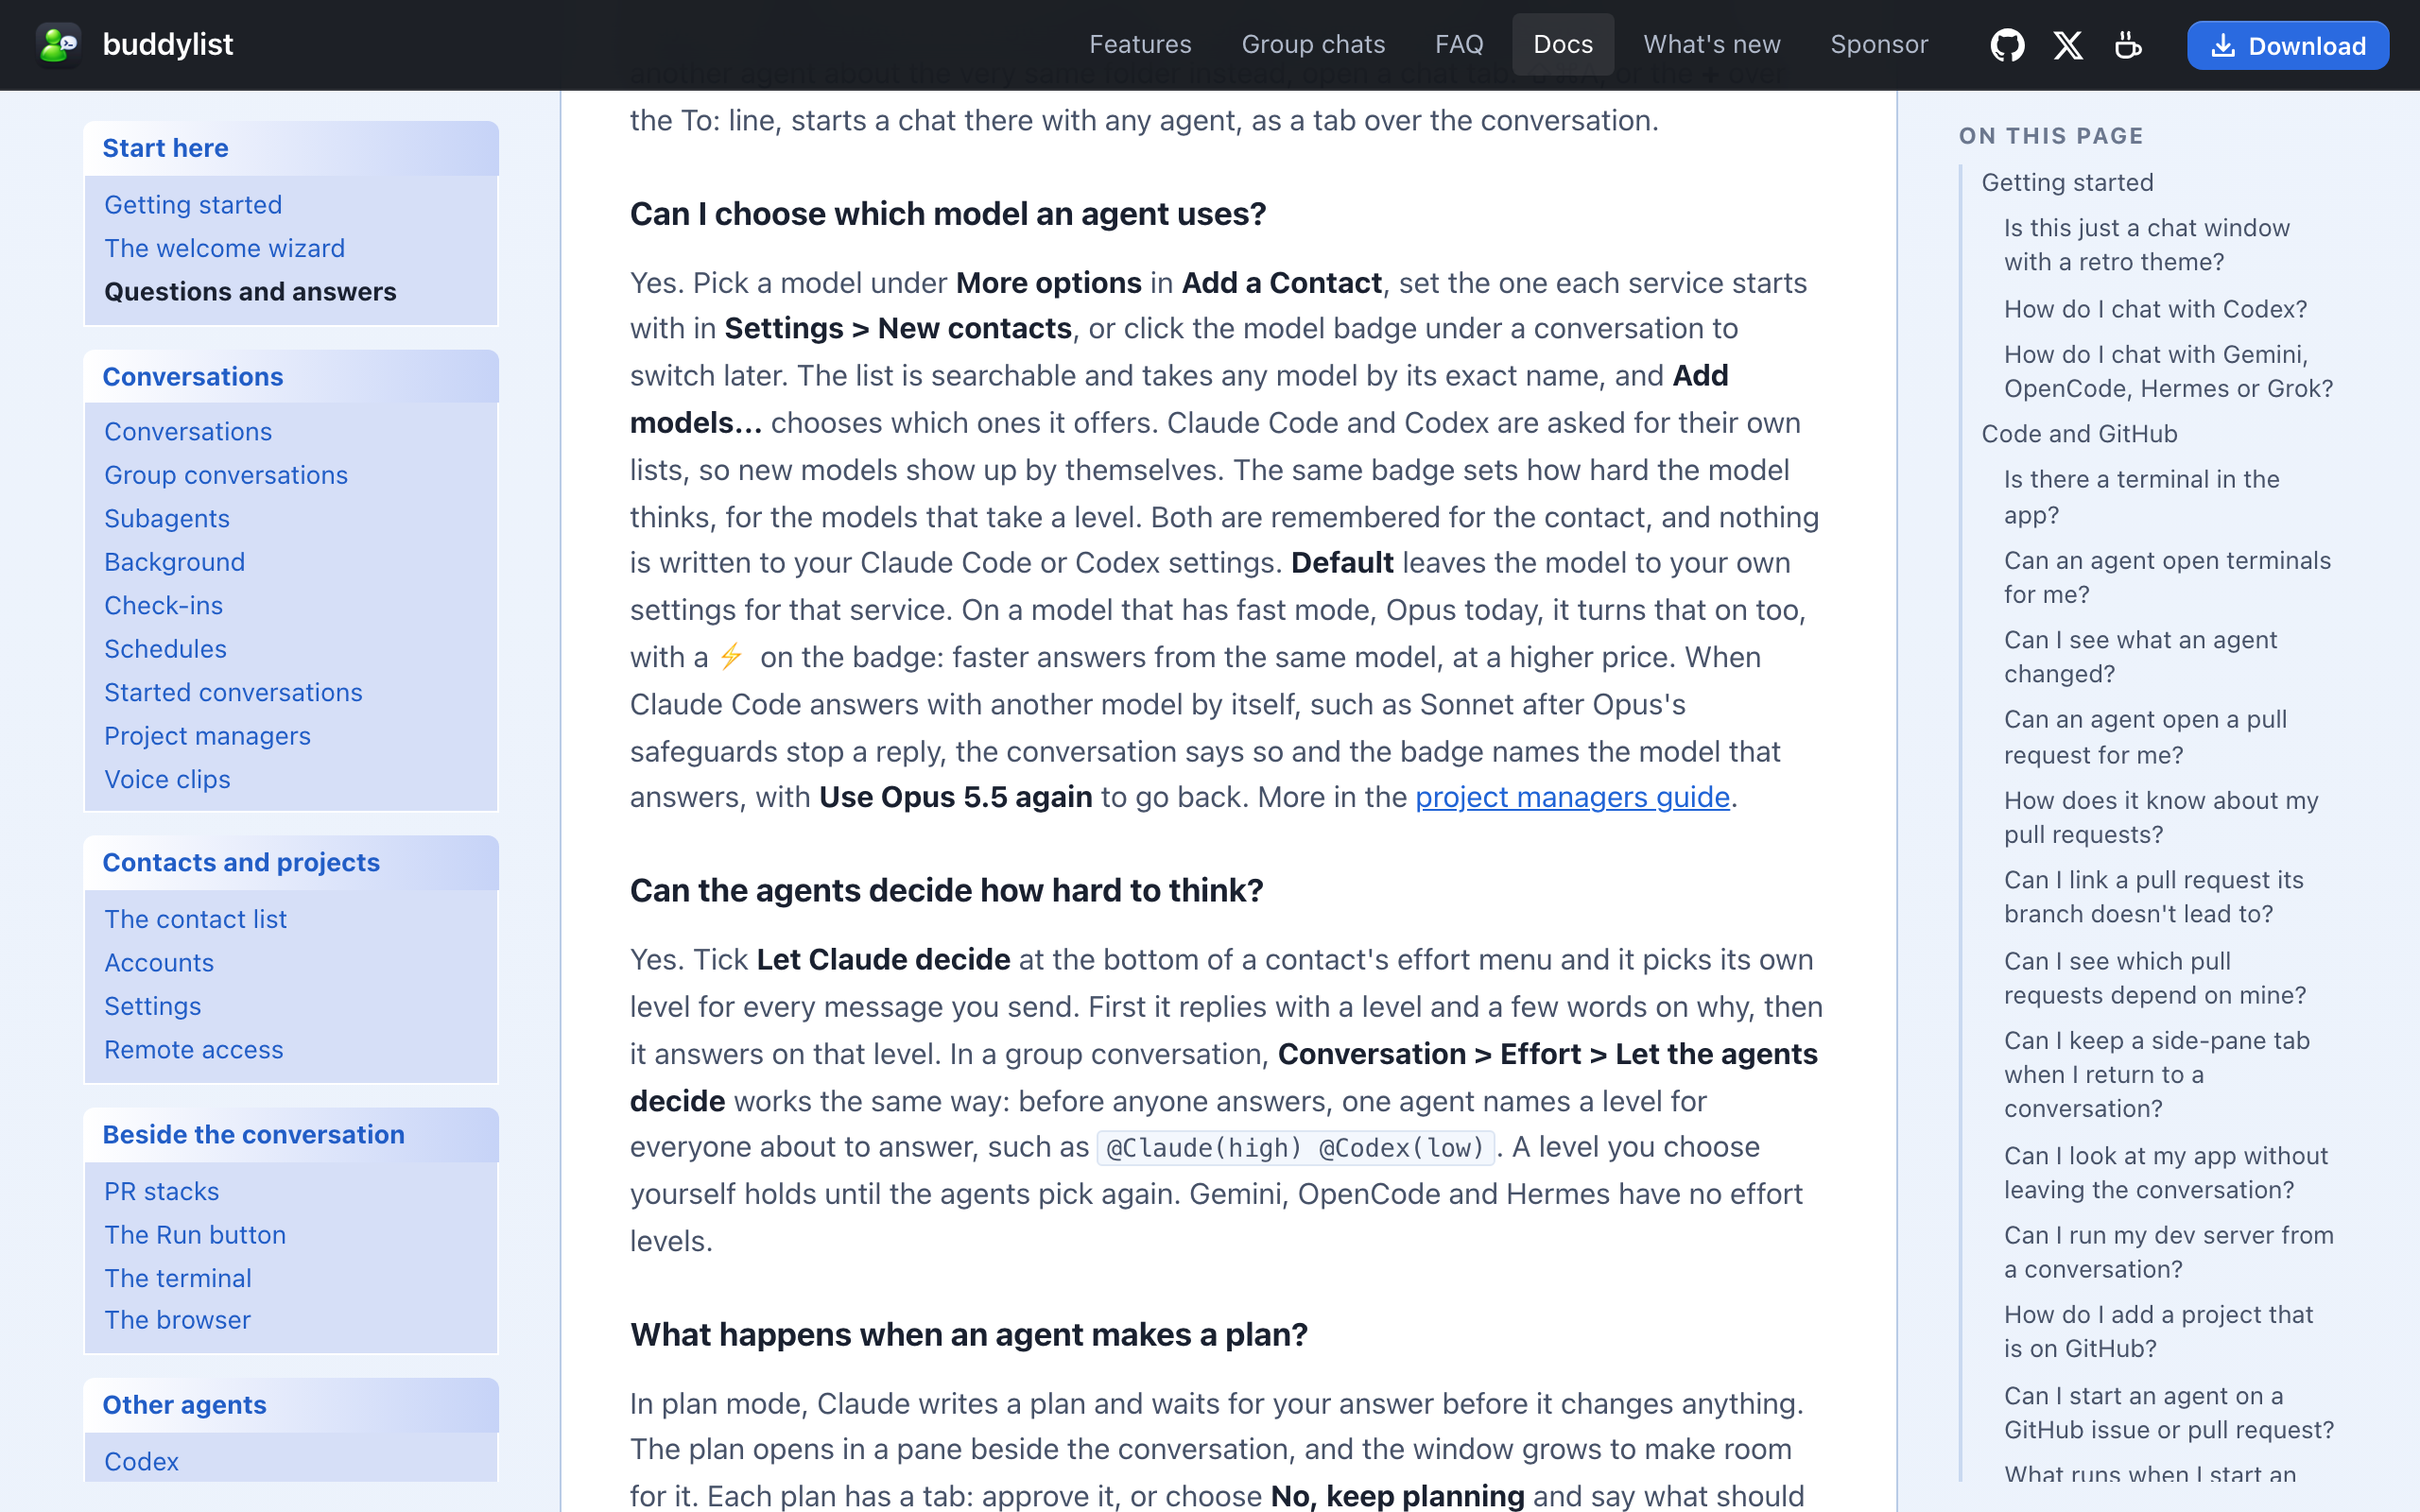 buddylist
Features
Group chats
FAQ
Docs
What's new
Sponsor
Download
Start here
Getting started
The welcome wizard
Questions and answers
Conversations
Conversations
Group conversations
Subagents
Background
Check-ins
Schedules
Started conversations
Project managers
Voice clips
Contacts and projects
The contact list
Accounts
Settings
Remote access
Beside the conversation
PR stacks
The Run button
The terminal
The browser
Other agents
Codex
the To: line, starts a chat there with any agent, as a tab over the conversation.
Can I choose which model an agent uses?
Yes. Pick a model under More options in Add a Contact, set the one each service starts
with in Settings > New contacts, or click the model badge under a conversation to
switch later. The list is searchable and takes any model by its exact name, and Add
models... chooses which ones it offers. Claude Code and Codex are asked for their own
lists, so new models show up by themselves. The same badge sets how hard the model
thinks, for the models that take a level. Both are remembered for the contact, and nothing
is written to your Claude Code or Codex settings. Default leaves the model to your own
settings for that service. On a model that has fast mode, Opus today, it turns that on too,
with a ⚡ on the badge: faster answers from the same model, at a higher price. When
Claude Code answers with another model by itself, such as Sonnet after Opus's
safeguards stop a reply, the conversation says so and the badge names the model that
answers, with Use Opus 5.5 again to go back. More in the project managers guide.
Can the agents decide how hard to think?
Yes. Tick Let Claude decide at the bottom of a contact's effort menu and it picks its own
level for every message you send. First it replies with a level and a few words on why, then
it answers on that level. In a group conversation, Conversation > Effort > Let the agents
decide works the same way: before anyone answers, one agent names a level for
everyone about to answer, such as @Claude(high) @Codex(low). A level you choose
yourself holds until the agents pick again. Gemini, OpenCode and Hermes have no effort
levels.
What happens when an agent makes a plan?
In plan mode, Claude writes a plan and waits for your answer before it changes anything.
The plan opens in a pane beside the conversation, and the window grows to make room
for it. Each plan has a tab: approve it, or choose No, keep planning and say what should
ON THIS PAGE
Getting started
Is this just a chat window
with a retro theme?
How do I chat with Codex?
How do I chat with Gemini,
OpenCode, Hermes or Grok?
Code and GitHub
Is there a terminal in the
app?
Can an agent open terminals
for me?
Can I see what an agent
changed?
Can an agent open a pull
request for me?
How does it know about my
pull requests?
Can I link a pull request its
branch doesn't lead to?
Can I see which pull
requests depend on mine?
Can I keep a side-pane tab
when I return to a
conversation?
Can I look at my app without
leaving the conversation?
Can I run my dev server from
a conversation?
How do I add a project that
is on GitHub?
Can I start an agent on a
GitHub issue or pull request?
What runs when I start an